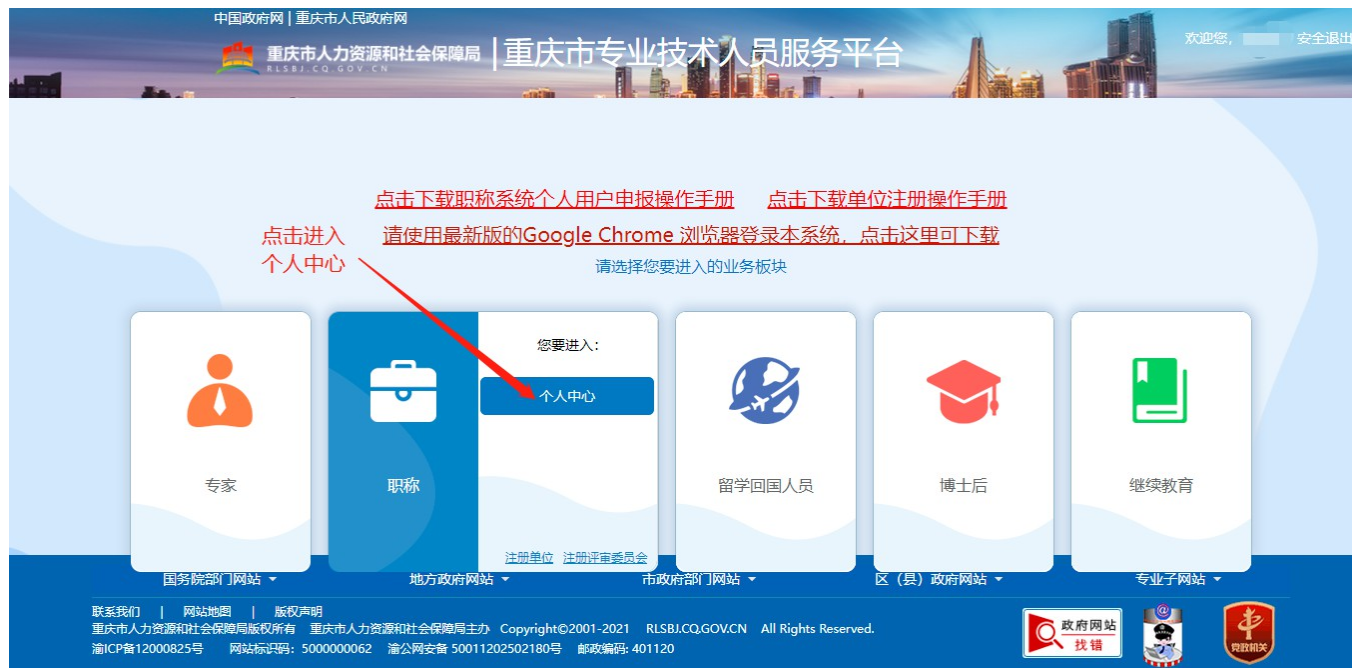 中国政府网 | 重庆市人民政府网
重庆市人力资源和社会保障局 | 重庆市专业技术人员服务平台
RLSBJ.CQ.GOV.CN
欢迎您, 安全退出
点击下载职称系统个人用户申报操作手册 点击下载单位注册操作手册
请使用最新版的Google Chrome 浏览器登录本系统，点击这里可下载
点击进入
个人中心
请选择您要进入的业务板块
专家
职称
您要进入：
个人中心
注册单位 注册评审委员会
留学回国人员
博士后
继续教育
国务院部门网站 地方政府网站 市政府部门网站 区（县）政府网站 专业子网站
联系我们 | 网站地图 | 版权声明
重庆市人力资源和社会保障局版权所有 重庆市人力资源和社会保障局主办 Copyright©2001-2021 RLSBJ.CQ.GOV.CN All Rights Reserved.
渝ICP备12000825号 网站标识码：5000000062 渝公网安备 50011202502180号 邮政编码: 401120
政府网站
找错
@
党政机关